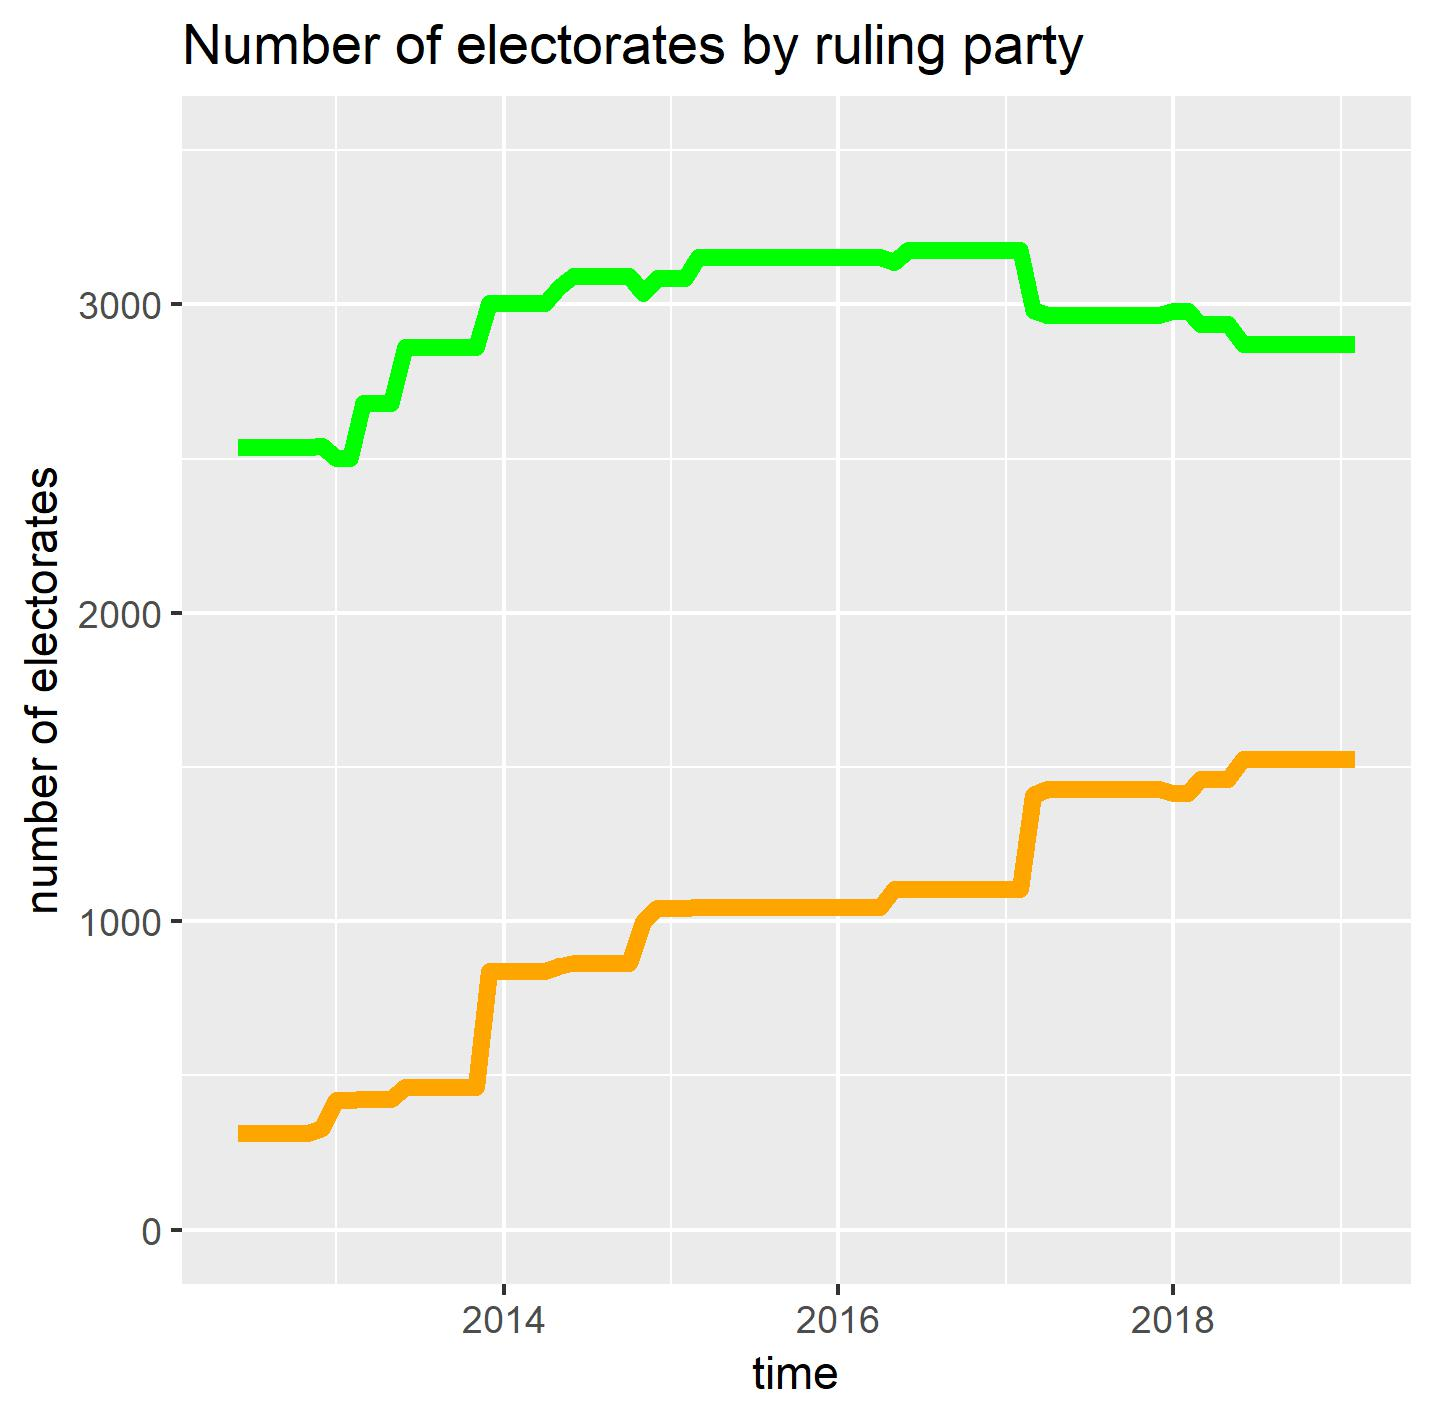 Number of electorates by ruling party
number of electorates
3000
2000
1000
0
2014
2016
2018
time